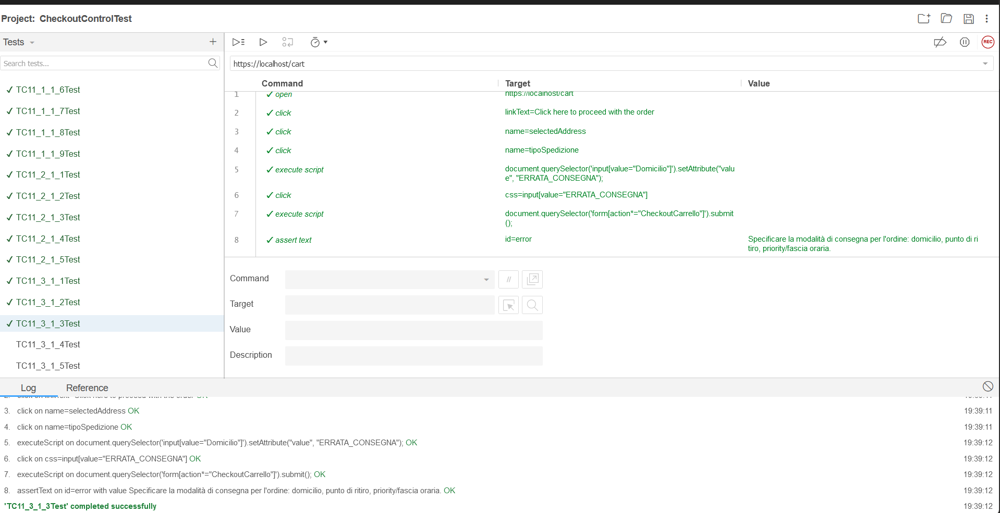 Project: CheckoutControlTest
Tests
Search tests...
✓ TC11_1_1_6Test
✓ TC11_1_1_7Test
✓ TC11_1_1_8Test
✓ TC11_1_1_9Test
✓ TC11_2_1_1Test
✓ TC11_2_1_2Test
✓ TC11_2_1_3Test
✓ TC11_2_1_4Test
✓ TC11_2_1_5Test
✓ TC11_3_1_1Test
✓ TC11_3_1_2Test
✓ TC11_3_1_3Test
TC11_3_1_4Test
TC11_3_1_5Test
REC
https://localhost/cart
Command Target Value
1 ✓ open https://localhost/cart
2 ✓ click linkText=Click here to proceed with the order
3 ✓ click name=selectedAddress
4 ✓ click name=tipoSpedizione
5 ✓ execute script document.querySelector('input[value="Domicilio"]').setAttribute("valu
e", "ERRATA_CONSEGNA");
6 ✓ click css=input[value="ERRATA_CONSEGNA"]
7 ✓ execute script document.querySelector('form[action*="CheckoutCarrello"]').submit
();
8 ✓ assert text id=error Specificare la modalità di consegna per l'ordine: domicilio, punto di ri
tiro, priority/fascia oraria.
Command
//
Target
Value
Description
Log Reference
2. click on linkText=Click here to proceed with the order OK 19:39:11
3. click on name=selectedAddress OK 19:39:11
4. click on name=tipoSpedizione OK 19:39:11
5. executeScript on document.querySelector('input[value="Domicilio"]').setAttribute("value", "ERRATA_CONSEGNA"); OK 19:39:12
6. click on css=input[value="ERRATA_CONSEGNA"] OK 19:39:12
7. executeScript on document.querySelector('form[action*="CheckoutCarrello"]').submit(); OK 19:39:12
8. assertText on id=error with value Specificare la modalità di consegna per l'ordine: domicilio, punto di ritiro, priority/fascia oraria. OK 19:39:12
'TC11_3_1_3Test' completed successfully 19:39:12